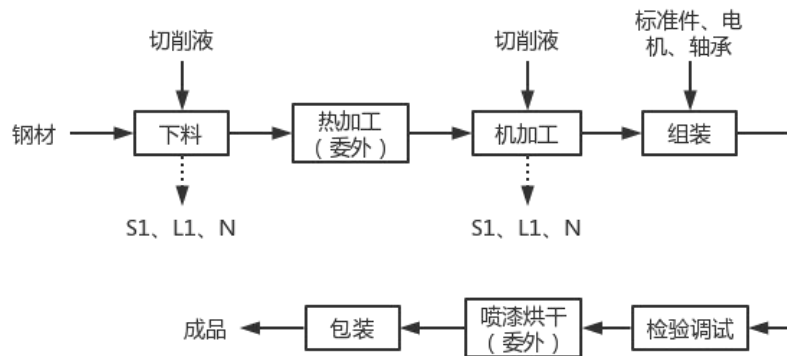 切削液
切削液
标准件、电
机、轴承
钢材
下料
热加工
（委外）
机加工
组装
S1、L1、N
S1、L1、N
成品
包装
喷漆烘干
（委外）
检验调试